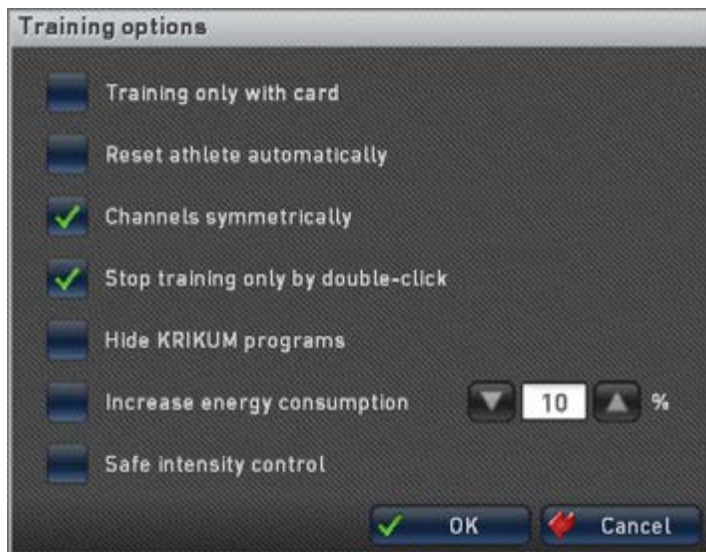 Training options
Training only with card
Reset athlete automatically
Channels symmetrically
Stop training only by double-click
Hide KRIKUM programs
Increase energy consumption 10 %
Safe intensity control
OK Cancel